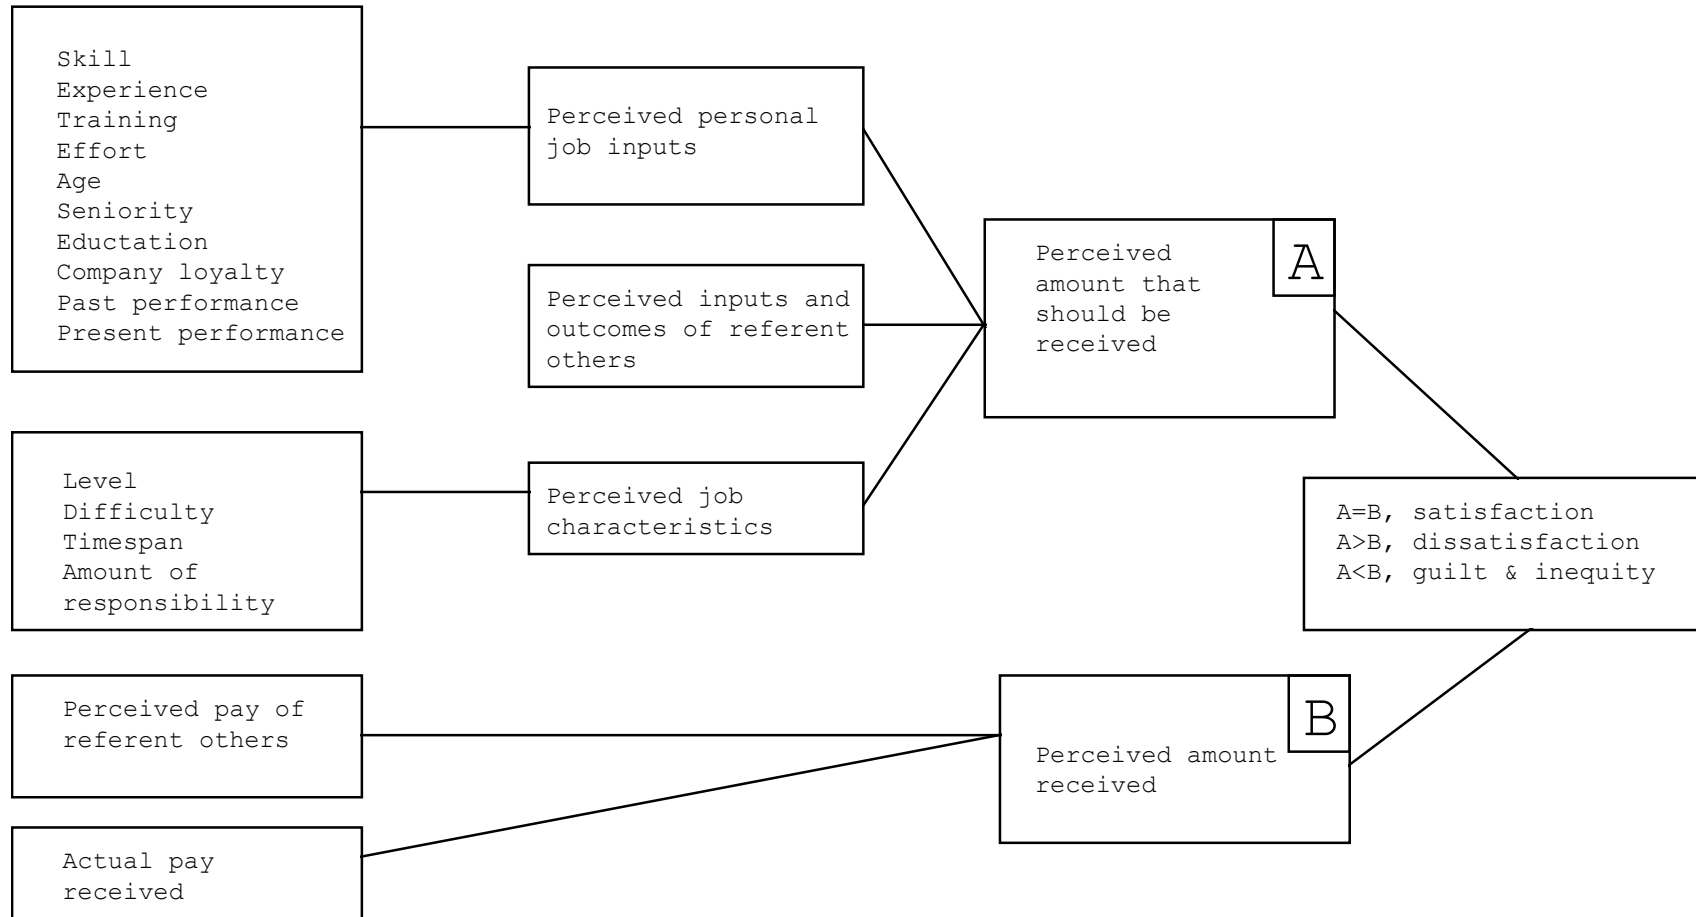 Skill
Experience
Training
Effort
Age
Seniority
Eductation
Company loyalty
Past performance
Present performance
Perceived personal
job inputs
Perceived inputs and
outcomes of referent
others
Level
Difficulty
Timespan
Amount of
responsibility
Perceived job
characteristics
A
Perceived
amount that
should be
received
A=B, satisfaction
A>B, dissatisfaction
A<B, guilt & inequity
Perceived pay of
referent others
Actual pay
received
B
Perceived amount
received